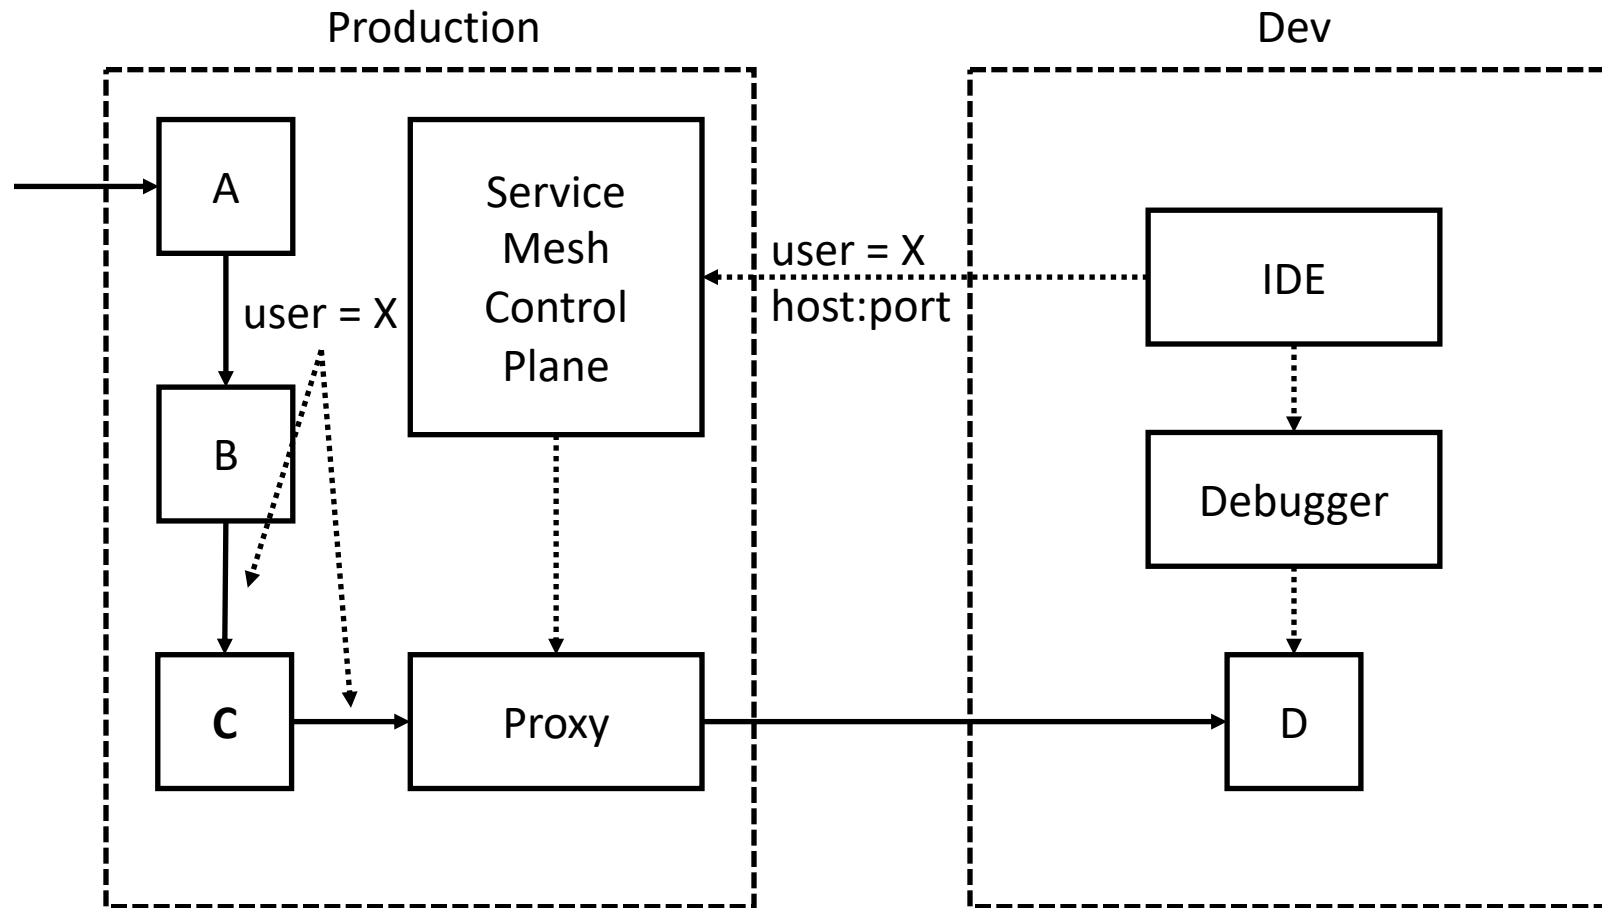 Production
Dev
A
Service
Mesh
Control
Plane
user = X
host:port
IDE
user = X
B
Debugger
C
Proxy
D